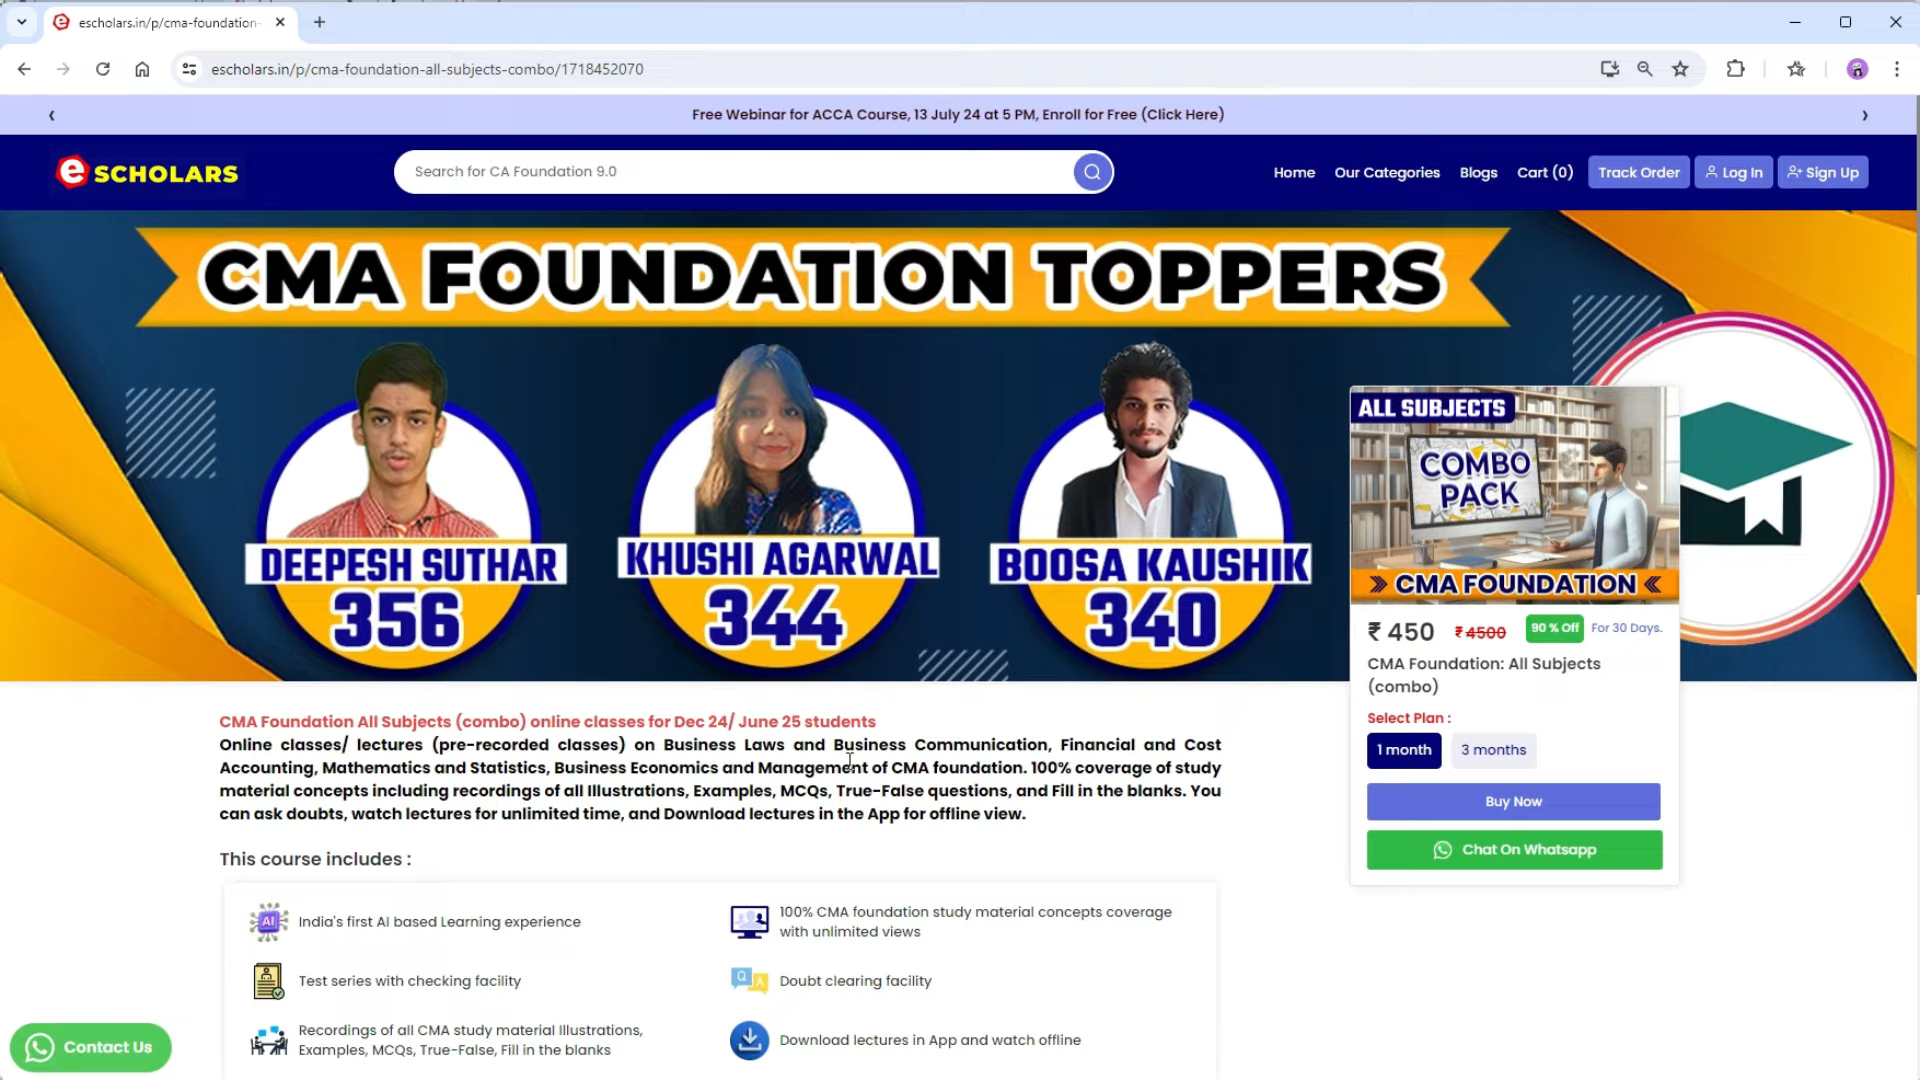 escholars.in/p/cma-foundation-
escholars.in/p/cma-foundation-all-subjects-combo/1718452070
Free Webinar for ACCA Course, 13 July 24 at 5 PM, Enroll for Free (Click Here)
e SCHOLARS
Search for CA Foundation 9.0
Home
Our Categories
Blogs
Cart (0)
Track Order
Log In
Sign Up
CMA FOUNDATION TOPPERS
DEEPESH SUTHAR
356
KHUSHI AGARWAL
344
BOOSA KAUSHIK
340
ALL SUBJECTS
COMBO
PACK
CMA FOUNDATION
₹ 450 ₹ 4500 90 % Off For 30 Days.
CMA Foundation: All Subjects
(combo)
Select Plan :
1 month
3 months
Buy Now
Chat On Whatsapp
CMA Foundation All Subjects (combo) online classes for Dec 24/ June 25 students
Online classes/ lectures (pre-recorded classes) on Business Laws and Business Communication, Financial and Cost
Accounting, Mathematics and Statistics, Business Economics and Management of CMA foundation. 100% coverage of study
material concepts including recordings of all Illustrations, Examples, MCQs, True-False questions, and Fill in the blanks. You
can ask doubts, watch lectures for unlimited time, and Download lectures in the App for offline view.
This course includes :
AI
India's first AI based Learning experience
100% CMA foundation study material concepts coverage
with unlimited views
Test series with checking facility
Q A
Doubt clearing facility
Recordings of all CMA study material Illustrations,
Examples, MCQs, True-False, Fill in the blanks
Download lectures in App and watch offline
Contact Us